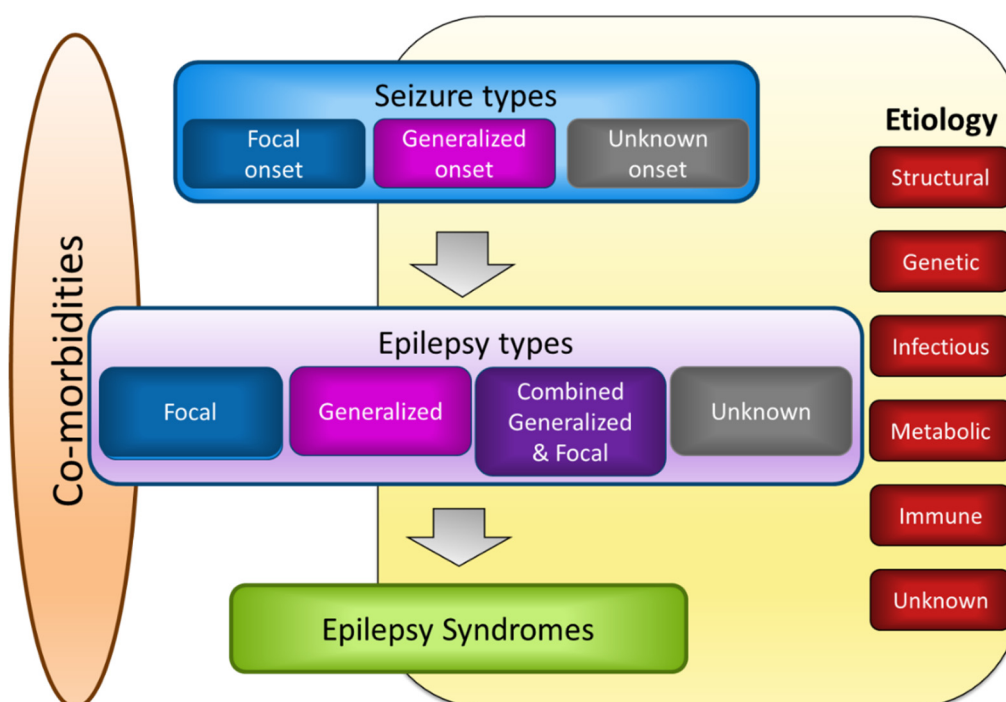 Co-morbidities
Seizure types
Focal
onset
Generalized
onset
Unknown
onset
Epilepsy types
Focal
Generalized
Combined
Generalized
& Focal
Unknown
Epilepsy Syndromes
Etiology
Structural
Genetic
Infectious
Metabolic
Immune
Unknown